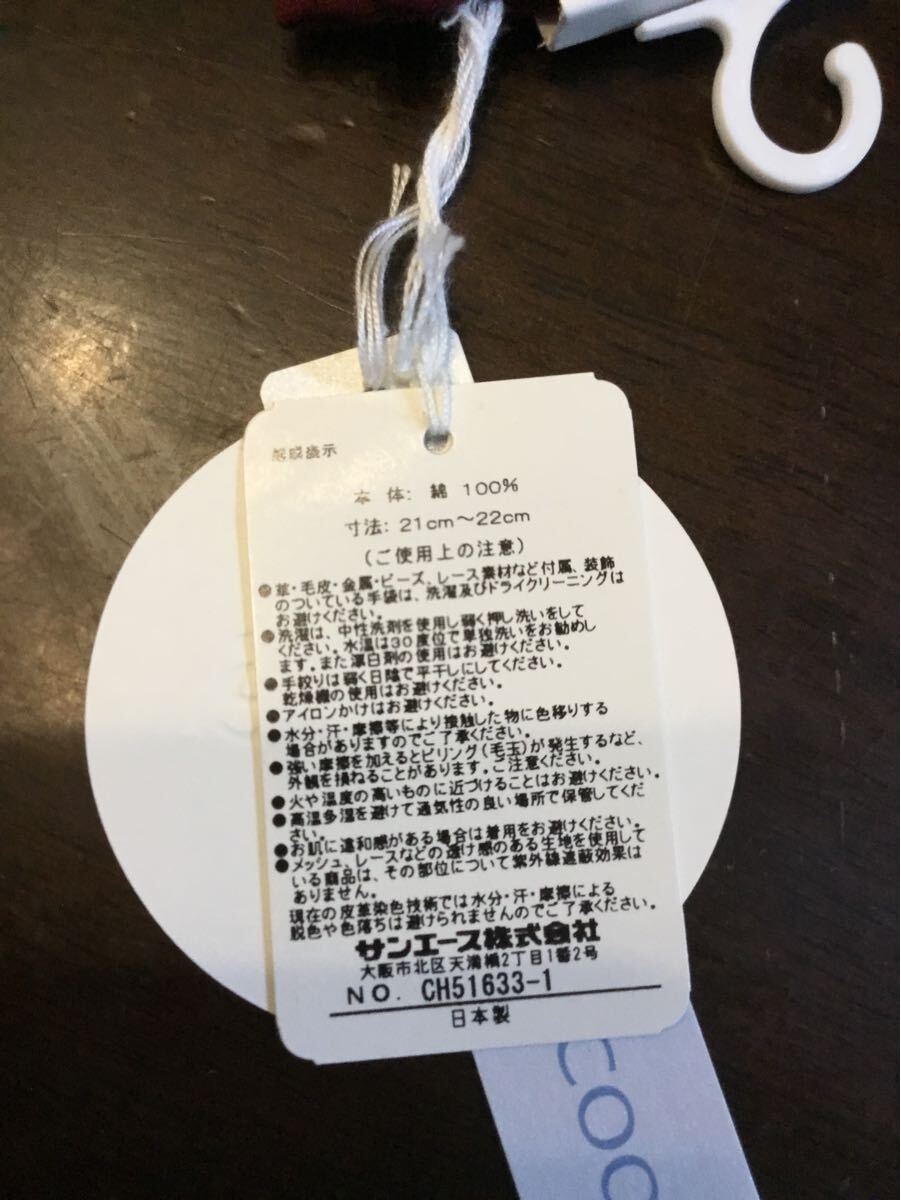 本体: 綿 100%
寸法: 21cm～22cm
(ご使用上の注意)
●革・毛皮・金属・ビーズ、レース素材など付属、装飾
のついている手袋は、洗濯及びドライクリーニングは
お避けください。
●洗濯は、中性洗剤を使用し弱く押し洗いをして
ください。水温は30度位で単独洗いをお勧めし
ます。また漂白剤の使用はお避けください。
●手絞りは弱く日陰で平干しにしてください。
乾燥機の使用はお避けください。
●アイロンかけはお避けください。
●水分・汗・摩擦等により接触した物に色移りする
場合がありますのでご了承ください。
●強い摩擦を加えるとピリング(毛玉)が発生するなど、
外観を損ねることがあります。ご注意ください。
●火や温度の高いものに近づけることはお避けください。
●高温多湿を避けて通気性の良い場所で保管してくだ
さい。
●お肌に違和感がある場合は着用をお避けください。
●メッシュ、レースなどの透け感のある生地を使用して
いる商品は、その部位について紫外線遮蔽効果は
ありません。
現在の皮革染色技術では水分・汗・摩擦による
脱色や色落ちは避けられませんのでご了承ください。
サンエース株式会社
大阪市北区天満橋2丁目1番2号
NO. CH51633-1
日本製
COC